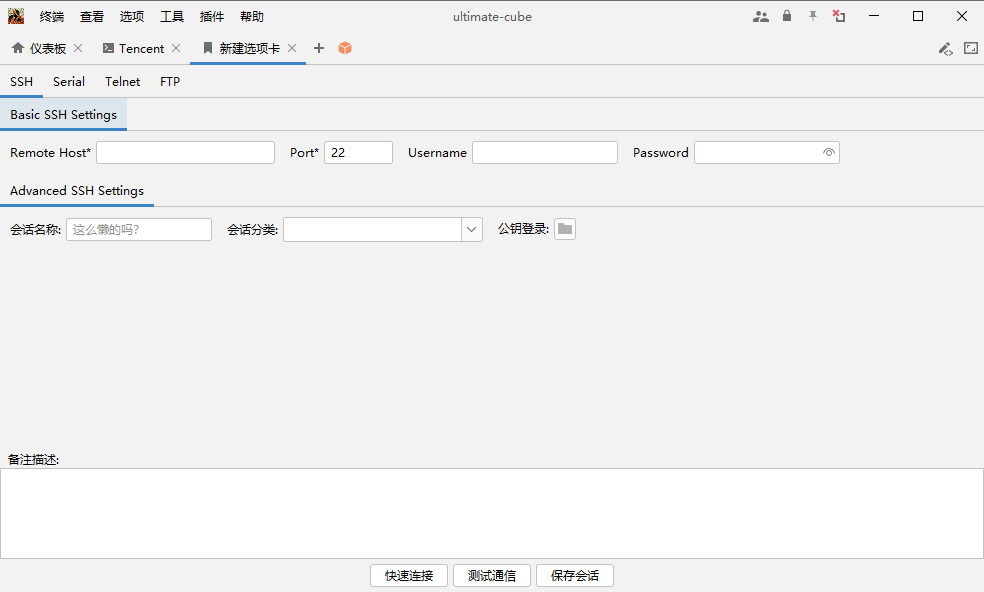 终端 查看 选项 工具 插件 帮助 ultimate-cube
仪表板 Tencent 新建选项卡
SSH Serial Telnet FTP
Basic SSH Settings
Remote Host* Port* 22 Username Password
Advanced SSH Settings
会话名称: 这么懒的吗? 会话分类: 公钥登录:
备注描述:
快速连接 测试通信 保存会话